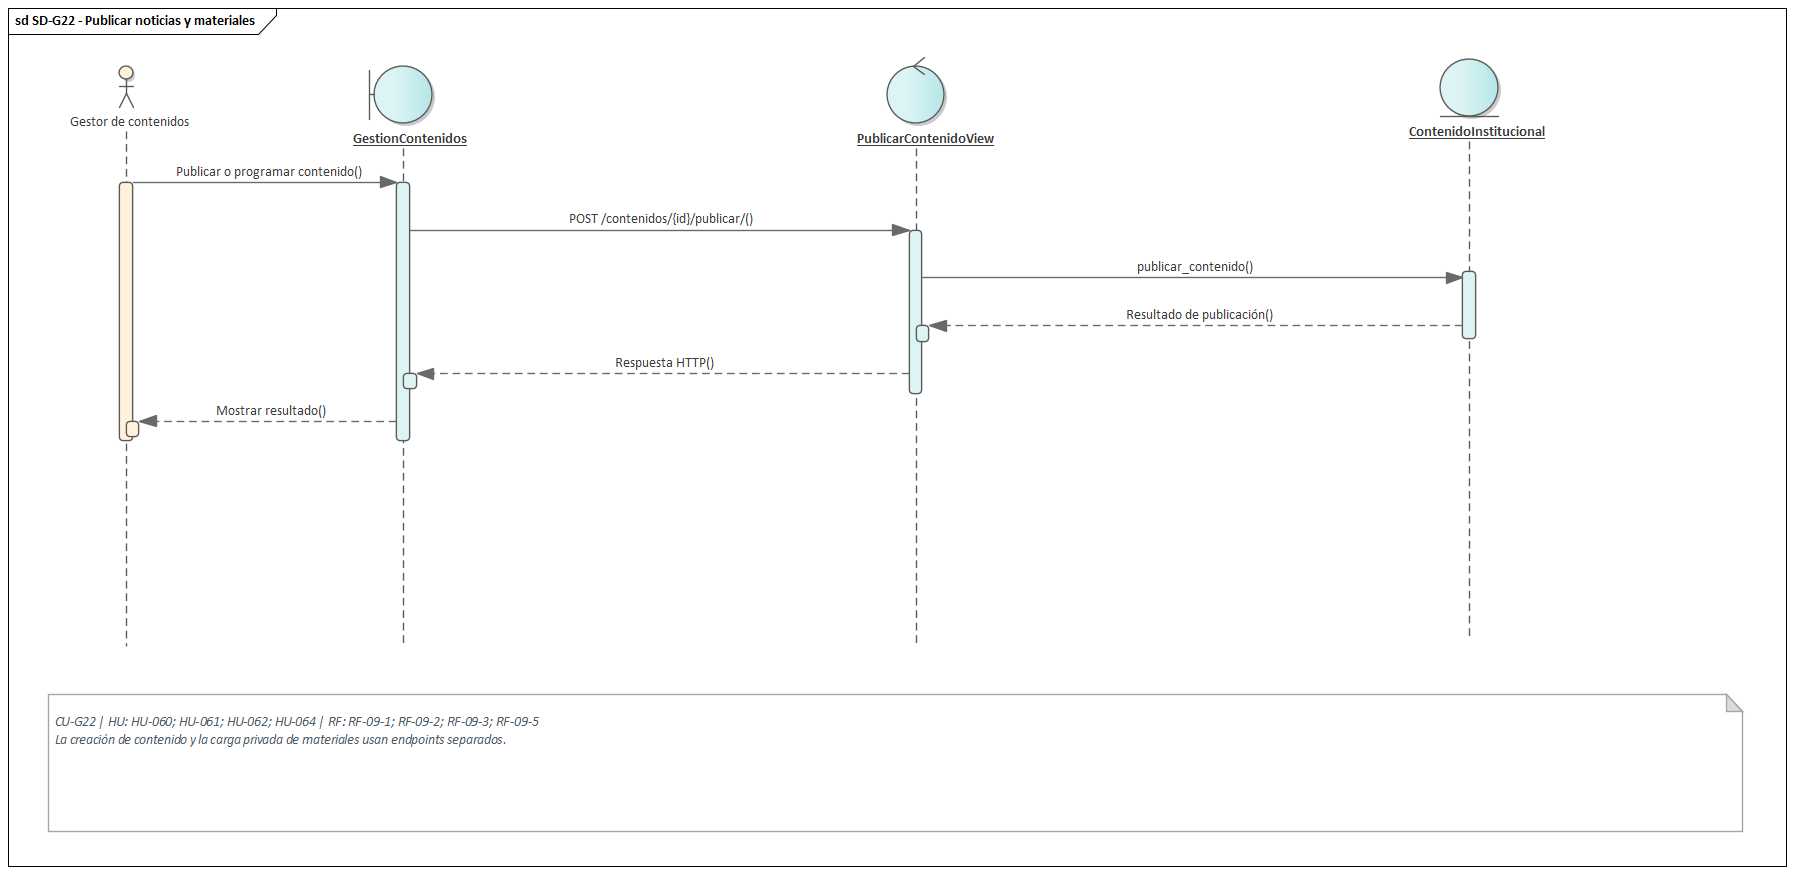 sd SD-G22 - Publicar noticias y materiales
Gestor de contenidos
GestionContenidos
PublicarContenidoView
ContenidoInstitucional
Publicar o programar contenido()
POST /contenidos/{id}/publicar/()
publicar_contenido()
Resultado de publicación()
Respuesta HTTP()
Mostrar resultado()
CU-G22 | HU: HU-060; HU-061; HU-062; HU-064 | RF: RF-09-1; RF-09-2; RF-09-3; RF-09-5
La creación de contenido y la carga privada de materiales usan endpoints separados.